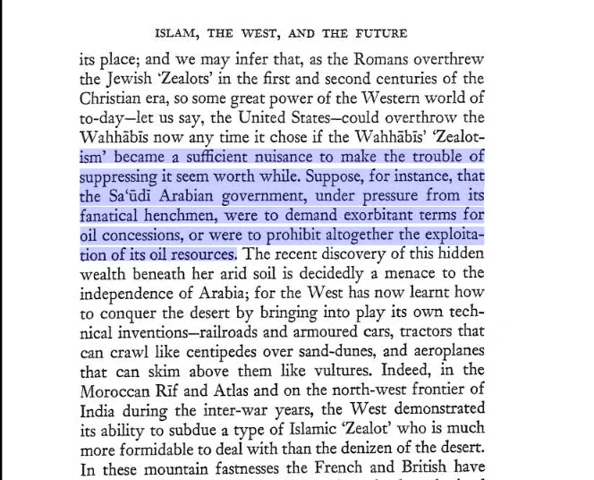 ISLAM, THE WEST, AND THE FUTURE
its place; and we may infer that, as the Romans overthrew
the Jewish 'Zealots' in the first and second centuries of the
Christian era, so some great power of the Western world of
to-day—let us say, the United States—could overthrow the
Wahhābīs now any time it chose if the Wahhābīs' 'Zealot-
ism' became a sufficient nuisance to make the trouble of
suppressing it seem worth while. Suppose, for instance, that
the Sa'ūdī Arabian government, under pressure from its
fanatical henchmen, were to demand exorbitant terms for
oil concessions, or were to prohibit altogether the exploita-
tion of its oil resources. The recent discovery of this hidden
wealth beneath her arid soil is decidedly a menace to the
independence of Arabia; for the West has now learnt how
to conquer the desert by bringing into play its own tech-
nical inventions—railroads and armoured cars, tractors that
can crawl like centipedes over sand-dunes, and aeroplanes
that can skim above them like vultures. Indeed, in the
Moroccan Rīf and Atlas and on the north-west frontier of
India during the inter-war years, the West demonstrated
its ability to subdue a type of Islamic 'Zealot' who is much
more formidable to deal with than the denizen of the desert.
In these mountain fastnesses the French and British have